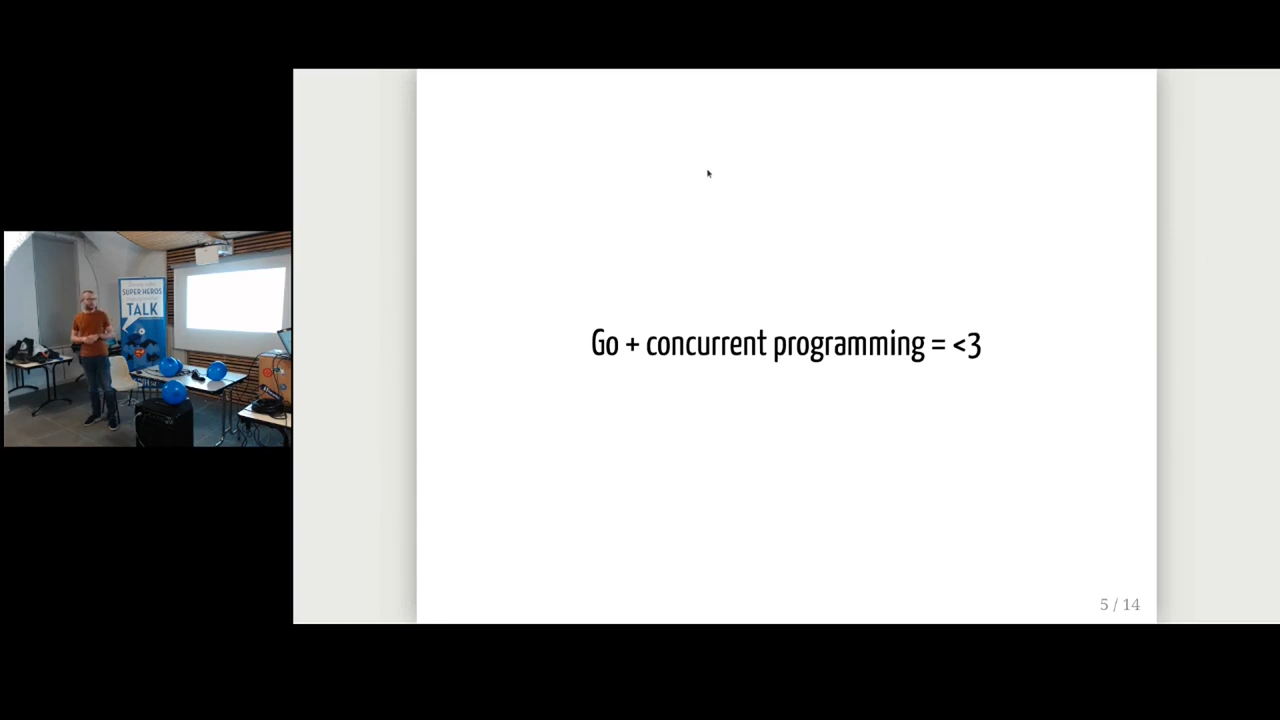 SUPER HEROS
TALK
Go + concurrent programming = <3
5 / 14